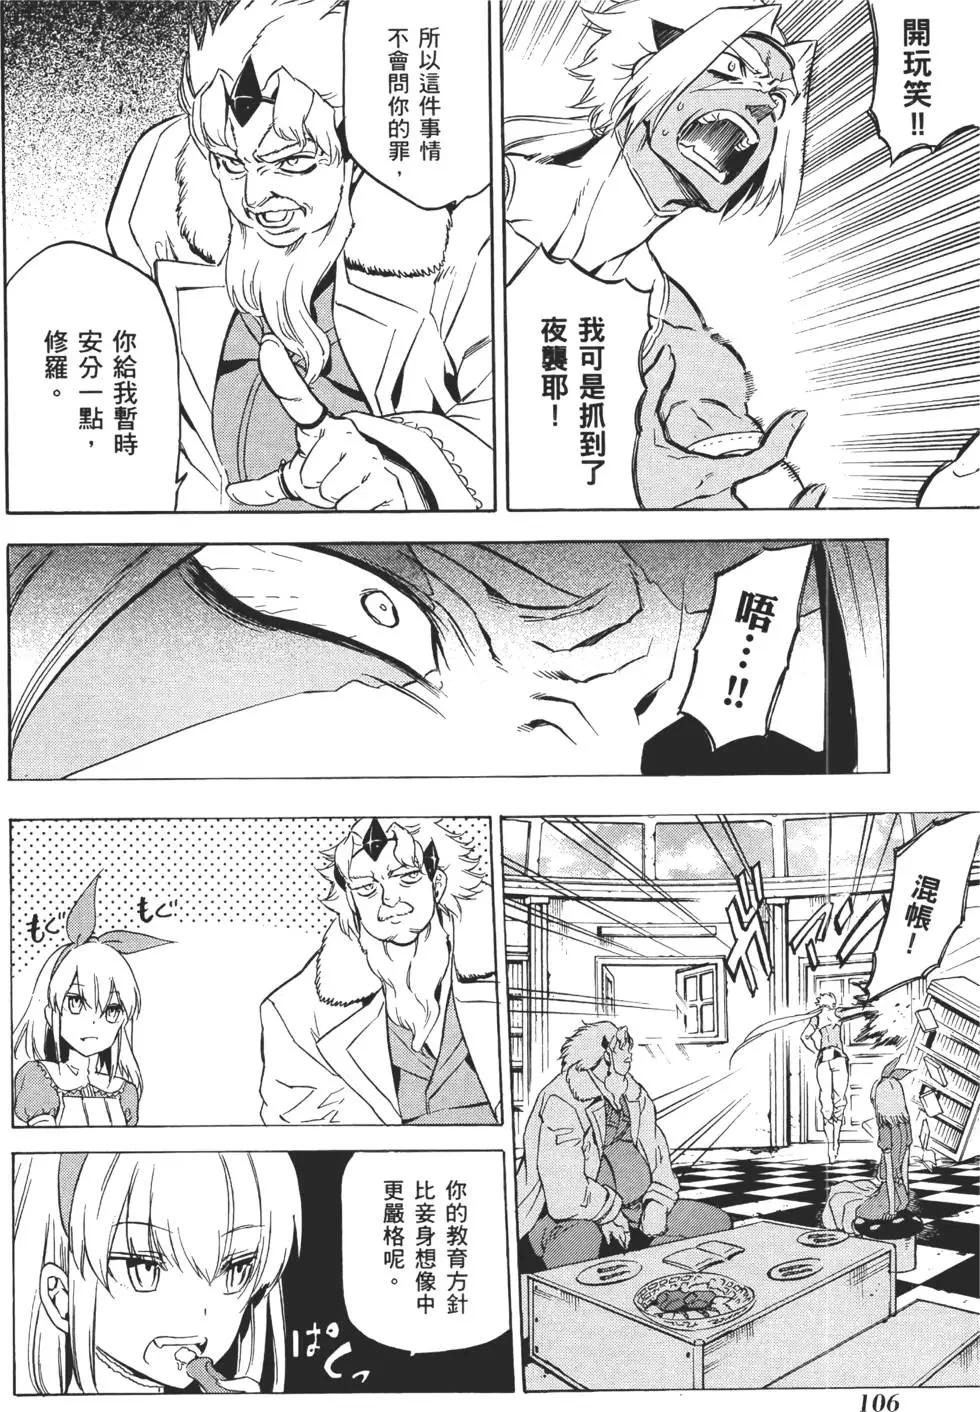 開玩笑!!
我可是抓到了
夜襲耶!
所以這件事情
不會問你的罪,
你給我暫時
安分一點,
修羅。
唔…!!
混帳!
もぐ
もぐ
你的教育方針
比妾身想像中
更嚴格呢。
ぱくっ
106